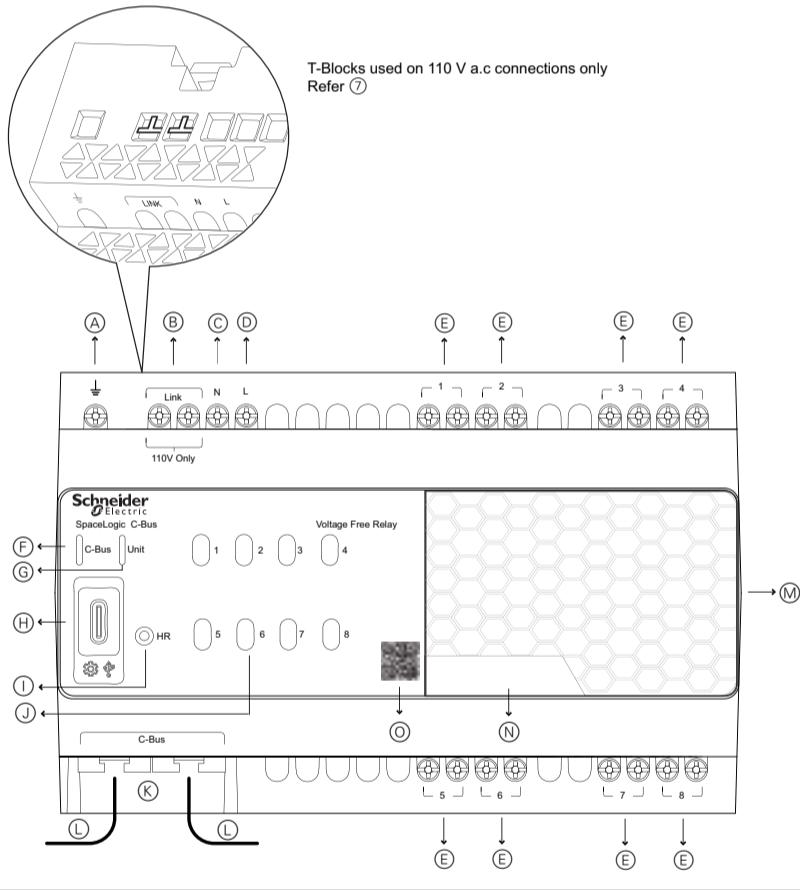 T-Blocks used on 110 V a.c connections only
Refer ⑦
LINK N L
Ⓐ Ⓑ Ⓒ Ⓓ Ⓔ Ⓔ Ⓔ Ⓔ
Link N L 1 2 3 4
110V Only
Schneider
Electric
SpaceLogic C-Bus Voltage Free Relay
Ⓕ C-Bus Unit 1 2 3 4
Ⓖ
Ⓜ
Ⓗ
HR 5 6 7 8
Ⓘ
Ⓙ
Ⓞ Ⓝ
C-Bus
Ⓚ
5 6 7 8
Ⓛ Ⓛ
Ⓔ Ⓔ Ⓔ Ⓔ